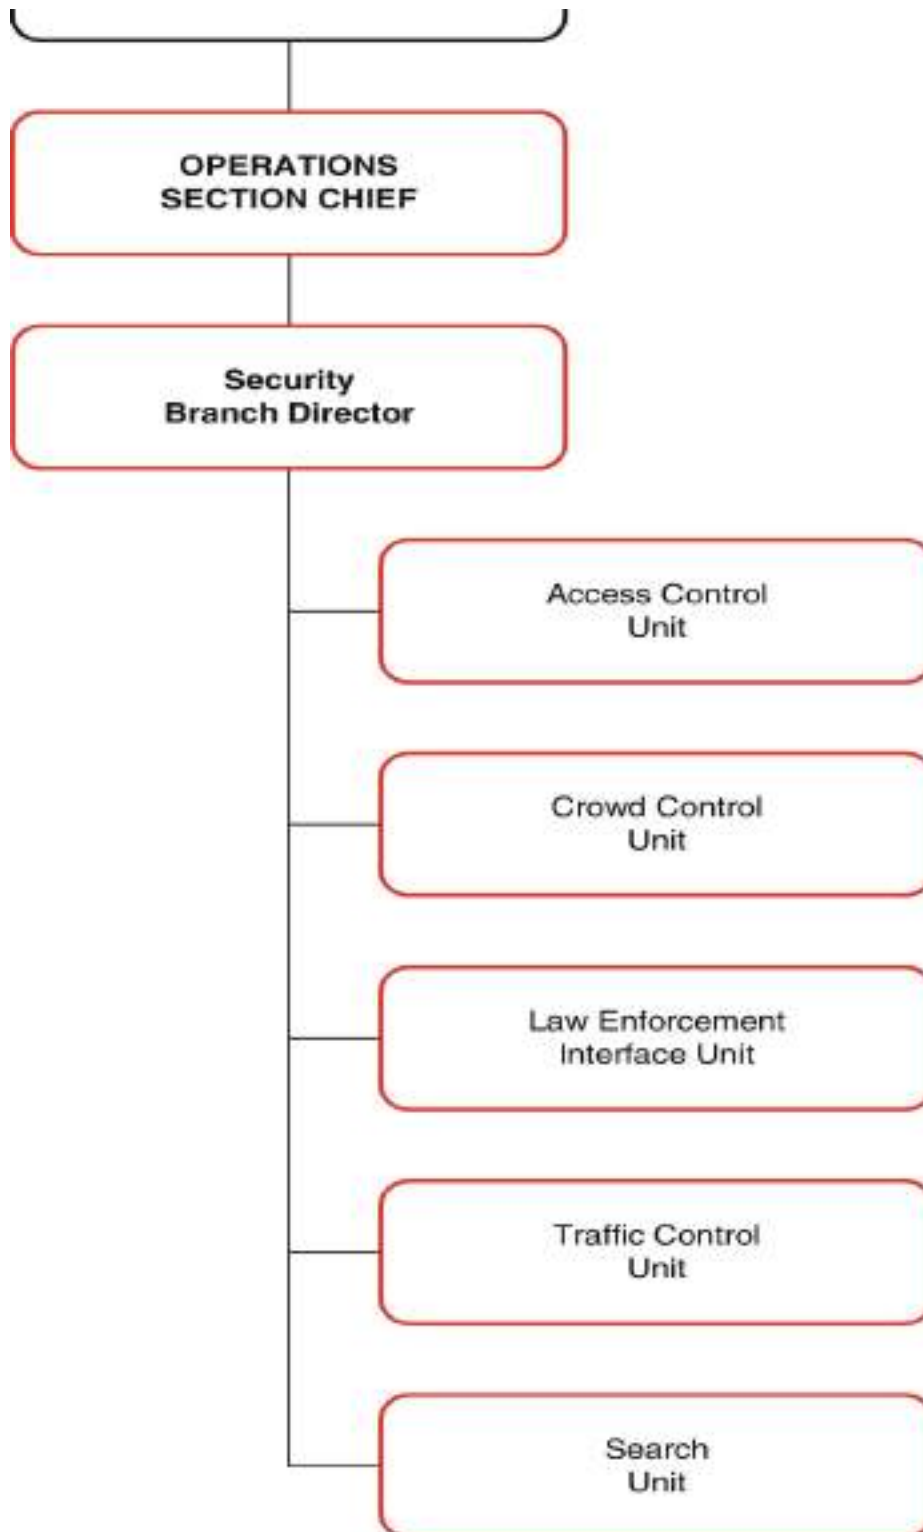 OPERATIONS
SECTION CHIEF
Security
Branch Director
Access Control
Unit
Crowd Control
Unit
Law Enforcement
Interface Unit
Traffic Control
Unit
Search
Unit